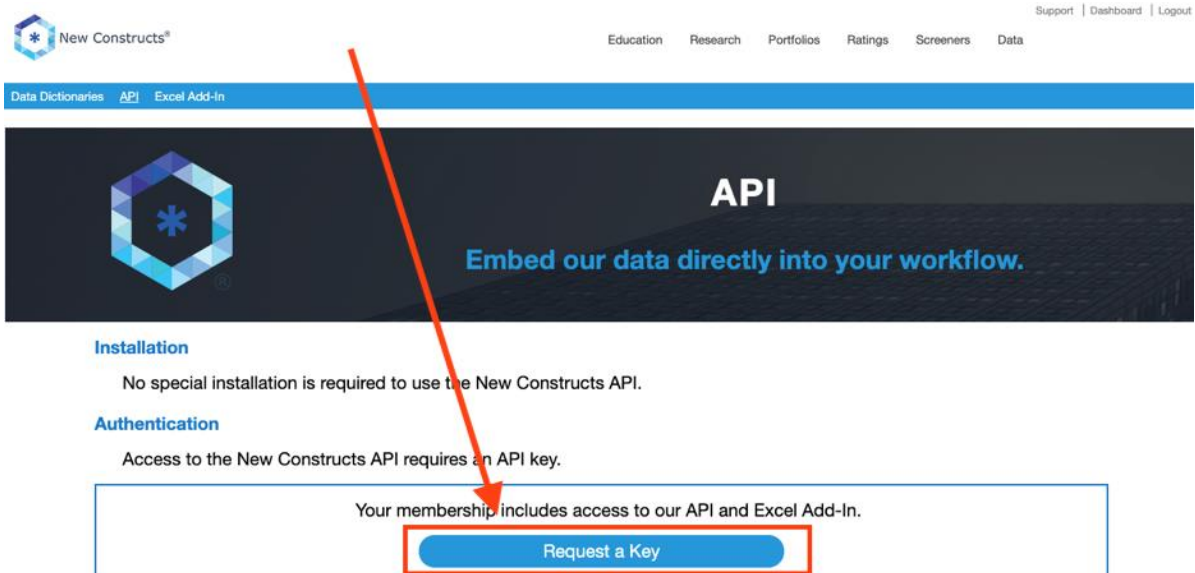 Support | Dashboard | Logout
New Constructs®
Education Research Portfolios Ratings Screeners Data
Data Dictionaries API Excel Add-In
API
Embed our data directly into your workflow.
®
Installation
No special installation is required to use the New Constructs API.
Authentication
Access to the New Constructs API requires an API key.
Your membership includes access to our API and Excel Add-In.
Request a Key